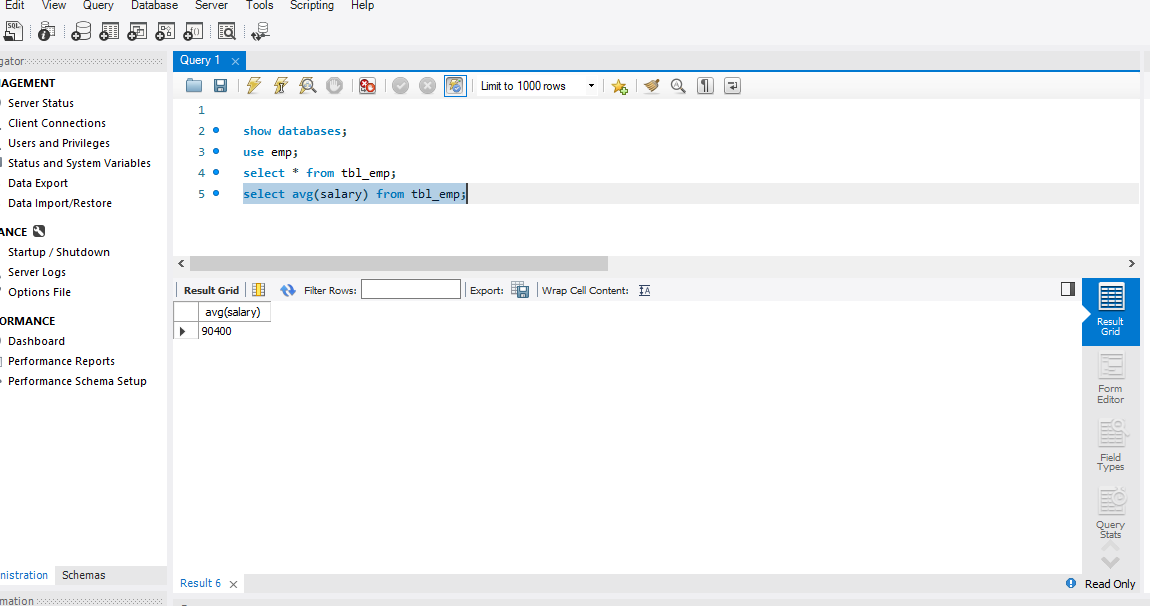 Edit View Query Database Server Tools Scripting Help
SQL
gator
Query 1
NAGEMENT
Server Status
Client Connections
Users and Privileges
Status and System Variables
Data Export
Data Import/Restore
ANCE
Startup / Shutdown
Server Logs
Options File
ORMANCE
Dashboard
Performance Reports
Performance Schema Setup
nistration Schemas
mation
Limit to 1000 rows
1
2 show databases;
3 use emp;
4 select * from tbl_emp;
5 select avg(salary) from tbl_emp;
Result Grid Filter Rows: Export: Wrap Cell Content: IA
avg(salary)
90400
Result
Grid
Form
Editor
Field
Types
Query
Stats
Result 6
Read Only